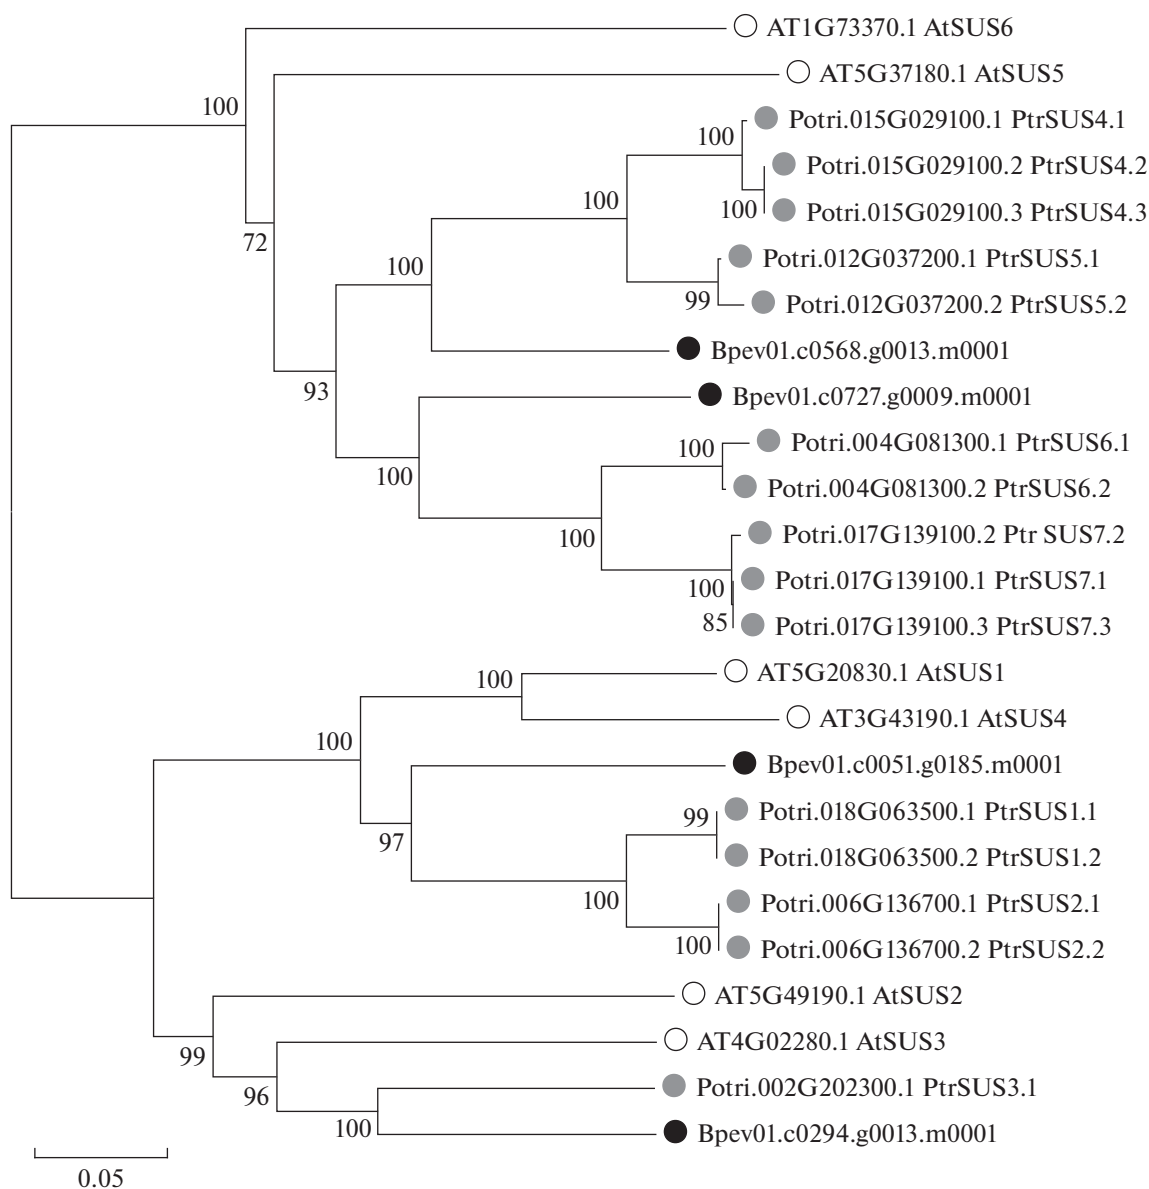 AT1G73370.1 AtSUS6
AT5G37180.1 AtSUS5
100
Potri.015G029100.1 PtrSUS4.1
100
Potri.015G029100.2 PtrSUS4.2
100
100
Potri.015G029100.3 PtrSUS4.3
72
Potri.012G037200.1 PtrSUS5.1
100
99
Potri.012G037200.2 PtrSUS5.2
Bpev01.c0568.g0013.m0001
93
Bpev01.c0727.g0009.m0001
100
Potri.004G081300.1 PtrSUS6.1
100
Potri.004G081300.2 PtrSUS6.2
100
Potri.017G139100.2 Ptr SUS7.2
100
Potri.017G139100.1 PtrSUS7.1
85
Potri.017G139100.3 PtrSUS7.3
100
AT5G20830.1 AtSUS1
AT3G43190.1 AtSUS4
100
Bpev01.c0051.g0185.m0001
99
Potri.018G063500.1 PtrSUS1.1
97
Potri.018G063500.2 PtrSUS1.2
100
Potri.006G136700.1 PtrSUS2.1
100
Potri.006G136700.2 PtrSUS2.2
AT5G49190.1 AtSUS2
99
AT4G02280.1 AtSUS3
96
Potri.002G202300.1 PtrSUS3.1
100
Bpev01.c0294.g0013.m0001
0.05